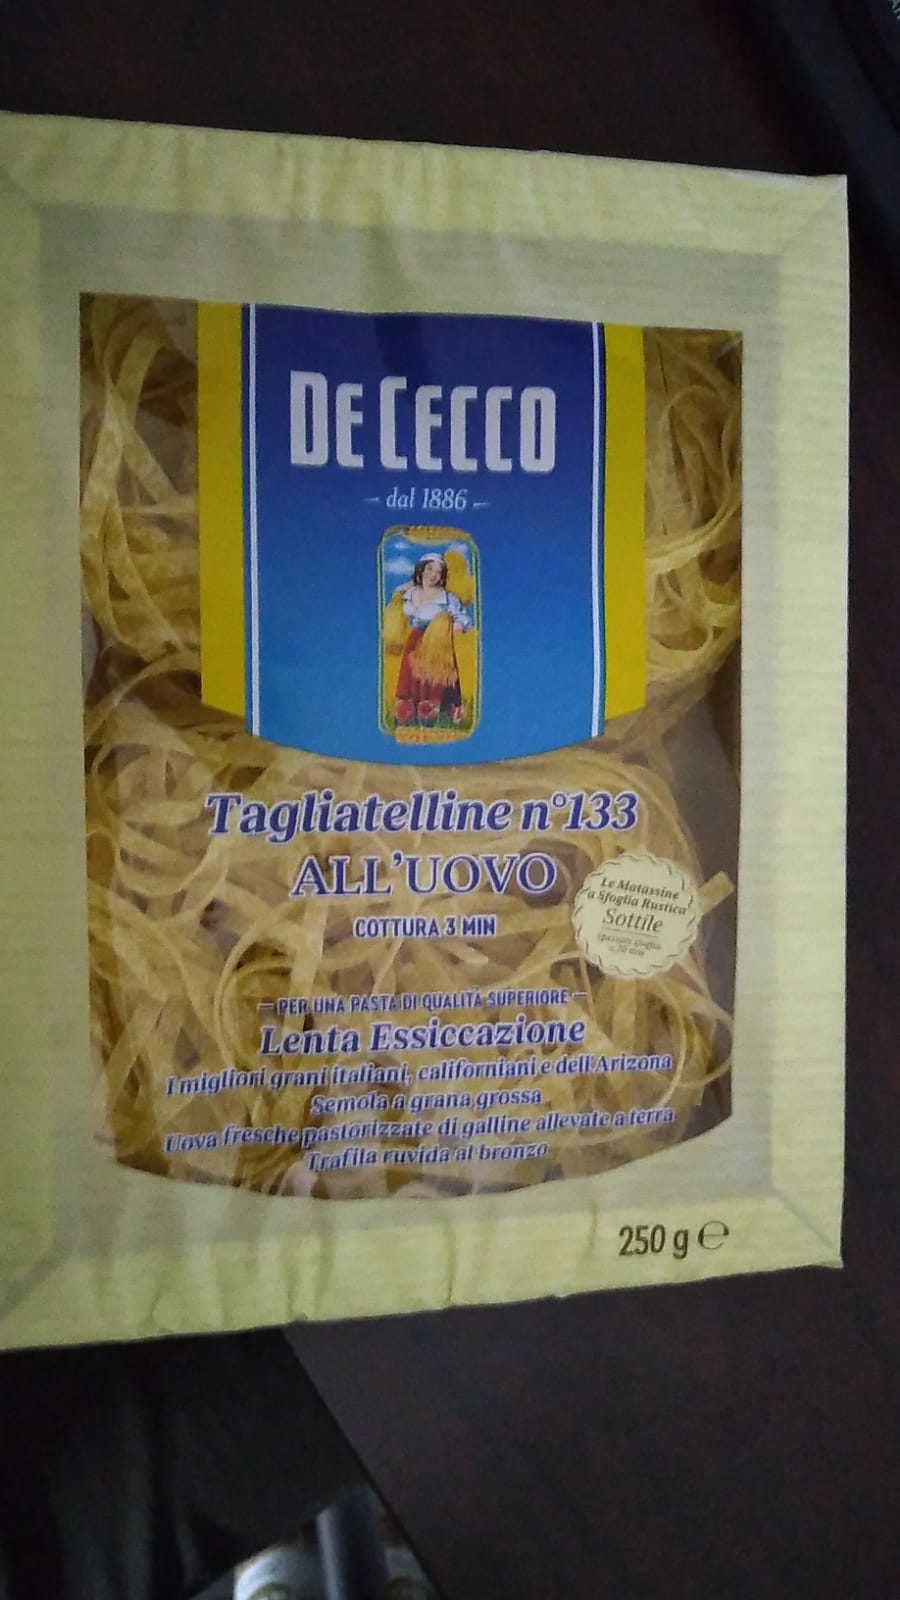 DE CECCO
dal 1886
Tagliatelline n°133
ALL'UOVO
COTTURA 3 MIN
Le Matassine
a Sfoglia Rustica
Sottile
PER UNA PASTA DI QUALITÀ SUPERIORE
Lenta Essiccazione
I migliori grani italiani, californiani e dell'Arizona
Semola a grana grossa
Uova fresche pastorizzate di galline allevate a terra
Trafila ruvida al bronzo
250 g ℮